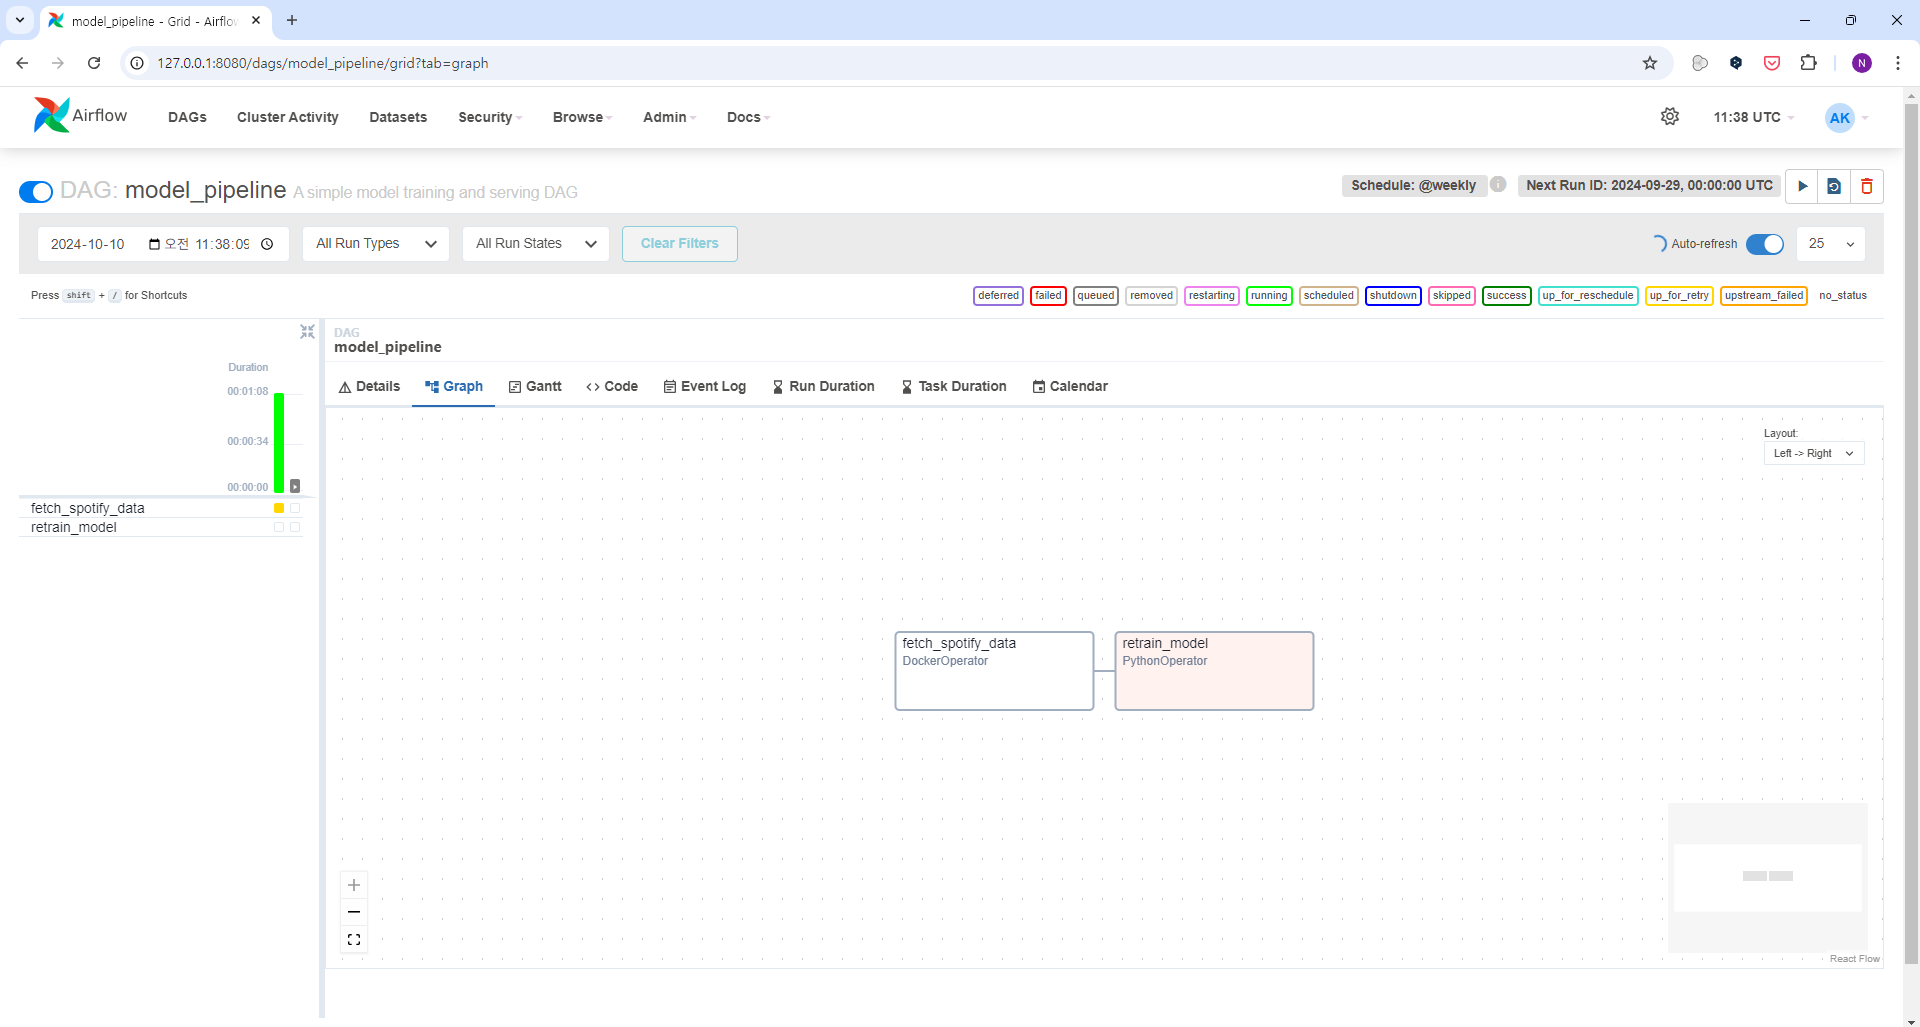 model_pipeline - Grid - Airflow
127.0.0.1:8080/dags/model_pipeline/grid?tab=graph
N
Airflow
DAGs
Cluster Activity
Datasets
Security
Browse
Admin
Docs
11:38 UTC
AK
DAG: model_pipeline A simple model training and serving DAG
Schedule: @weekly
Next Run ID: 2024-09-29, 00:00:00 UTC
2024-10-10 오전 11:38:09
All Run Types
All Run States
Clear Filters
Auto-refresh
25
Press shift + / for Shortcuts
deferred
failed
queued
removed
restarting
running
scheduled
shutdown
skipped
success
up_for_reschedule
up_for_retry
upstream_failed
no_status
Duration
00:01:08
00:00:34
00:00:00
fetch_spotify_data
retrain_model
DAG
model_pipeline
Details
Graph
Gantt
Code
Event Log
Run Duration
Task Duration
Calendar
Layout:
Left -> Right
fetch_spotify_data
DockerOperator
retrain_model
PythonOperator
React Flow